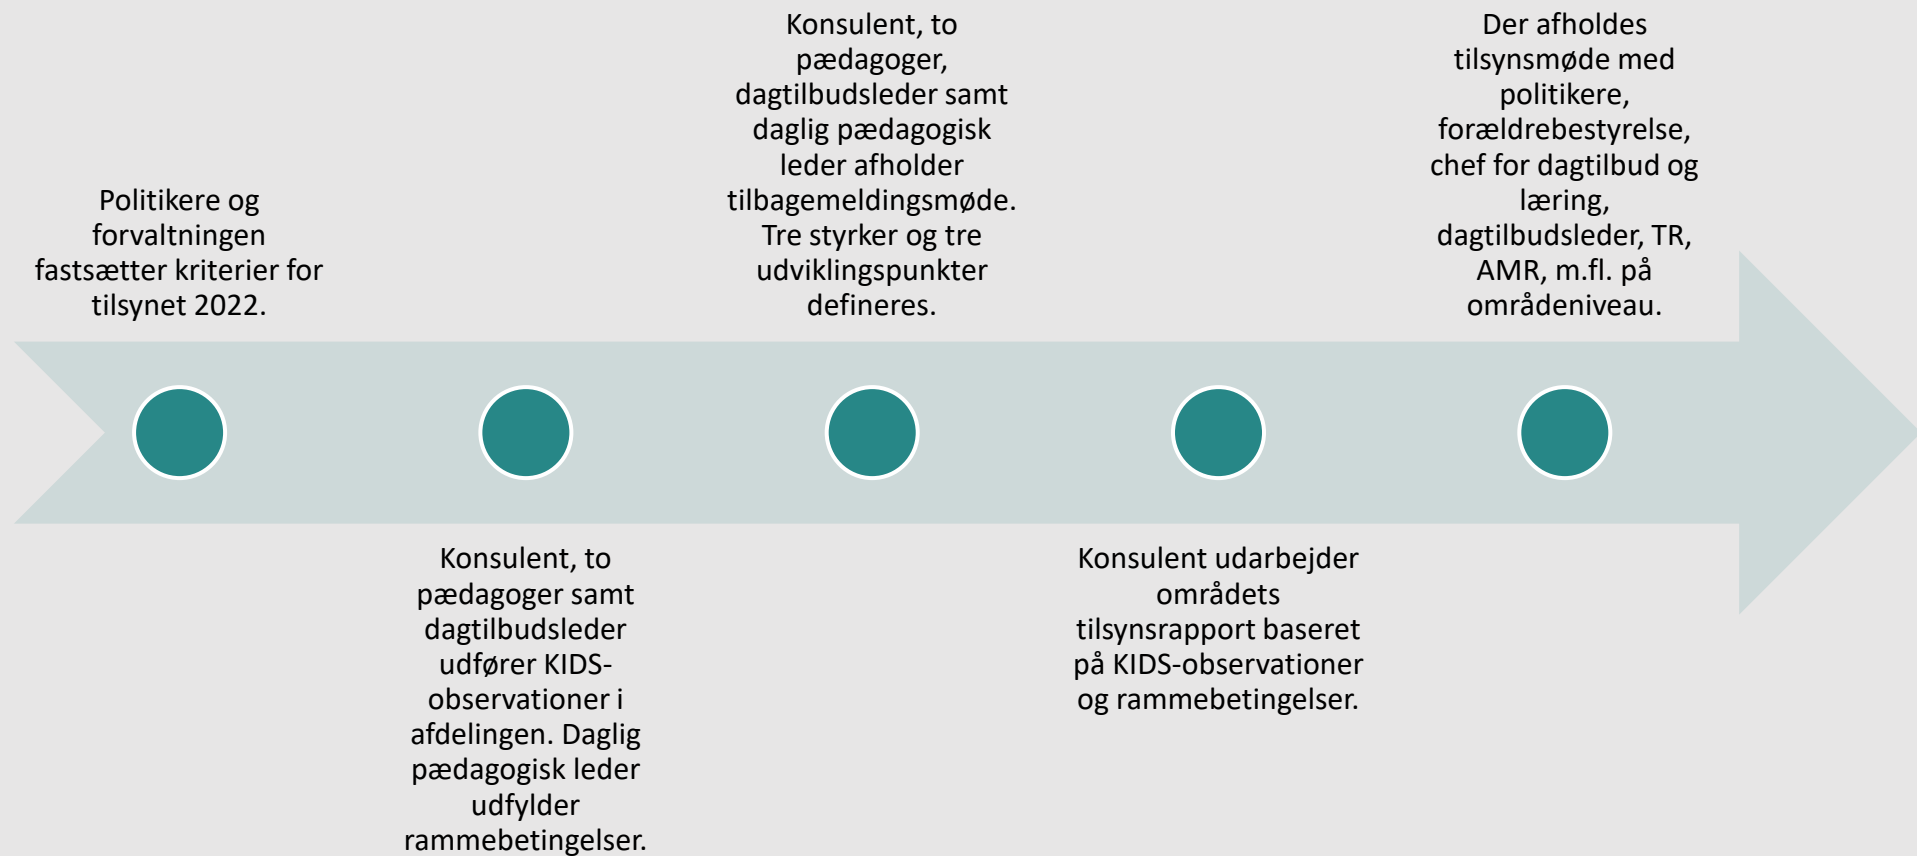 Politikere og
forvaltningen
fastsætter kriterier for
tilsynet 2022.
Konsulent, to
pædagoger samt
dagtilbudsleder
udfører KIDS-
observationer i
afdelingen. Daglig
pædagogisk leder
udfylder
rammebetingelser.
Konsulent, to
pædagoger,
dagtilbudsleder samt
daglig pædagogisk
leder afholder
tilbagemeldingsmøde.
Tre styrker og tre
udviklingspunkter
defineres.
Konsulent udarbejder
områdets
tilsynsrapport baseret
på KIDS-observationer
og rammebetingelser.
Der afholdes
tilsynsmøde med
politikere,
forældrebestyrelse,
chef for dagtilbud og
læring,
dagtilbudsleder, TR,
AMR, m.fl. på
områdeniveau.